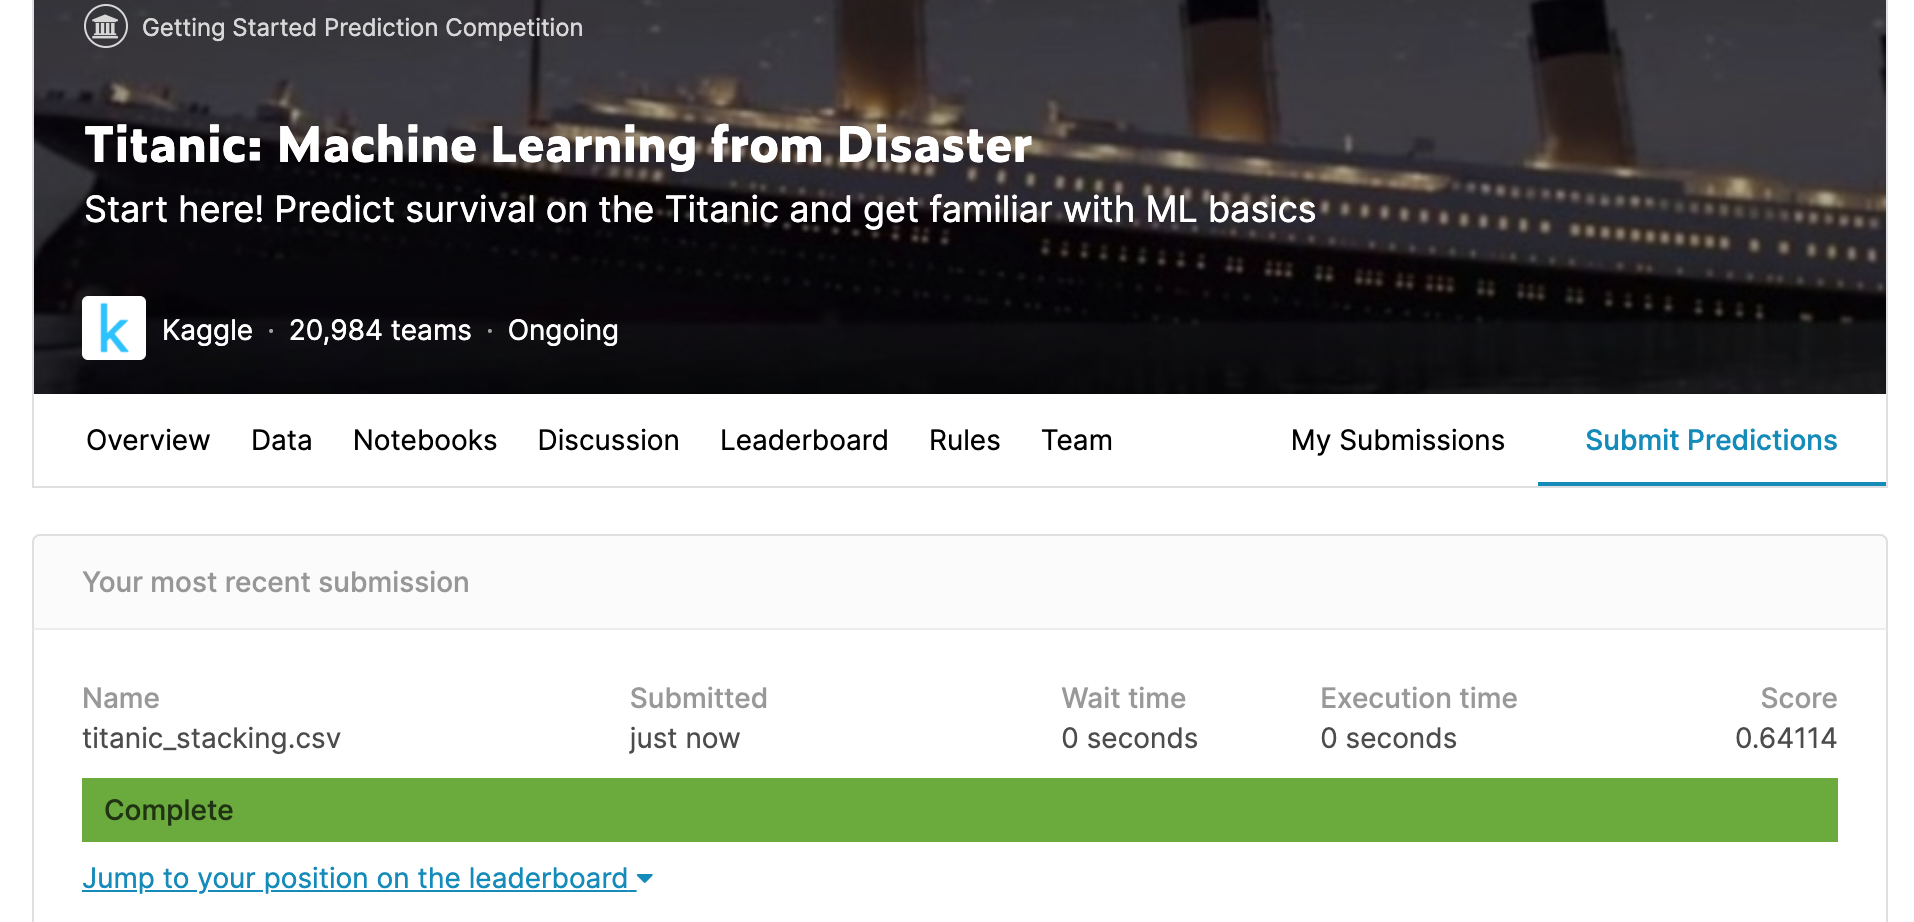 Getting Started Prediction Competition
Titanic: Machine Learning from Disaster
Start here! Predict survival on the Titanic and get familiar with ML basics
k Kaggle · 20,984 teams · Ongoing
Overview Data Notebooks Discussion Leaderboard Rules Team My Submissions Submit Predictions
Your most recent submission
Name Submitted Wait time Execution time Score
titanic_stacking.csv just now 0 seconds 0 seconds 0.64114
Complete
Jump to your position on the leaderboard